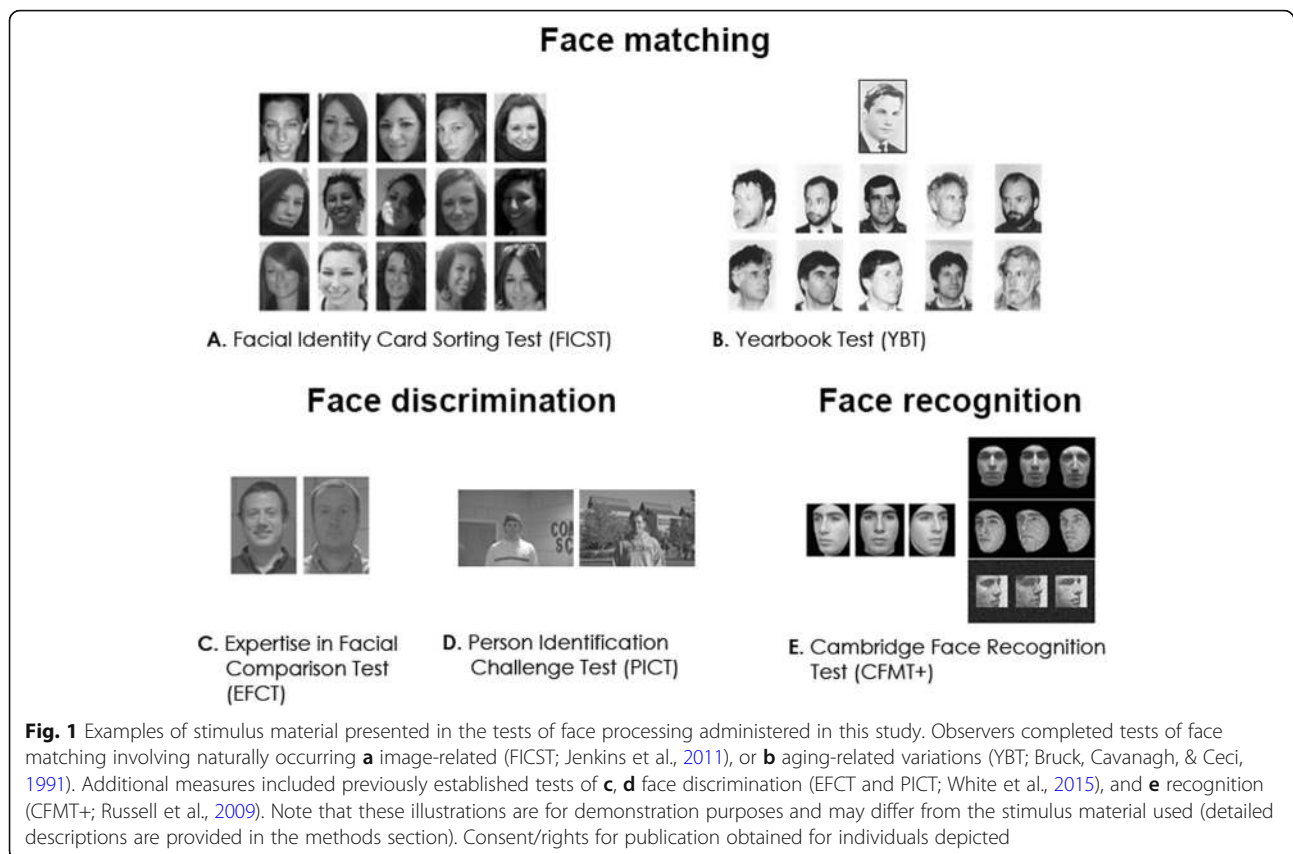 Face matching
A. Facial Identity Card Sorting Test (FICST)
B. Yearbook Test (YBT)
Face discrimination
Face recognition
COM
SC
C. Expertise in Facial
Comparison Test
(EFCT)
D. Person Identification
Challenge Test (PICT)
E. Cambridge Face Recognition
Test (CFMT+)
Fig. 1 Examples of stimulus material presented in the tests of face processing administered in this study. Observers completed tests of face
matching involving naturally occurring a image-related (FICST; Jenkins et al., 2011), or b aging-related variations (YBT; Bruck, Cavanagh, & Ceci,
1991). Additional measures included previously established tests of c, d face discrimination (EFCT and PICT; White et al., 2015), and e recognition
(CFMT+; Russell et al., 2009). Note that these illustrations are for demonstration purposes and may differ from the stimulus material used (detailed
descriptions are provided in the methods section). Consent/rights for publication obtained for individuals depicted